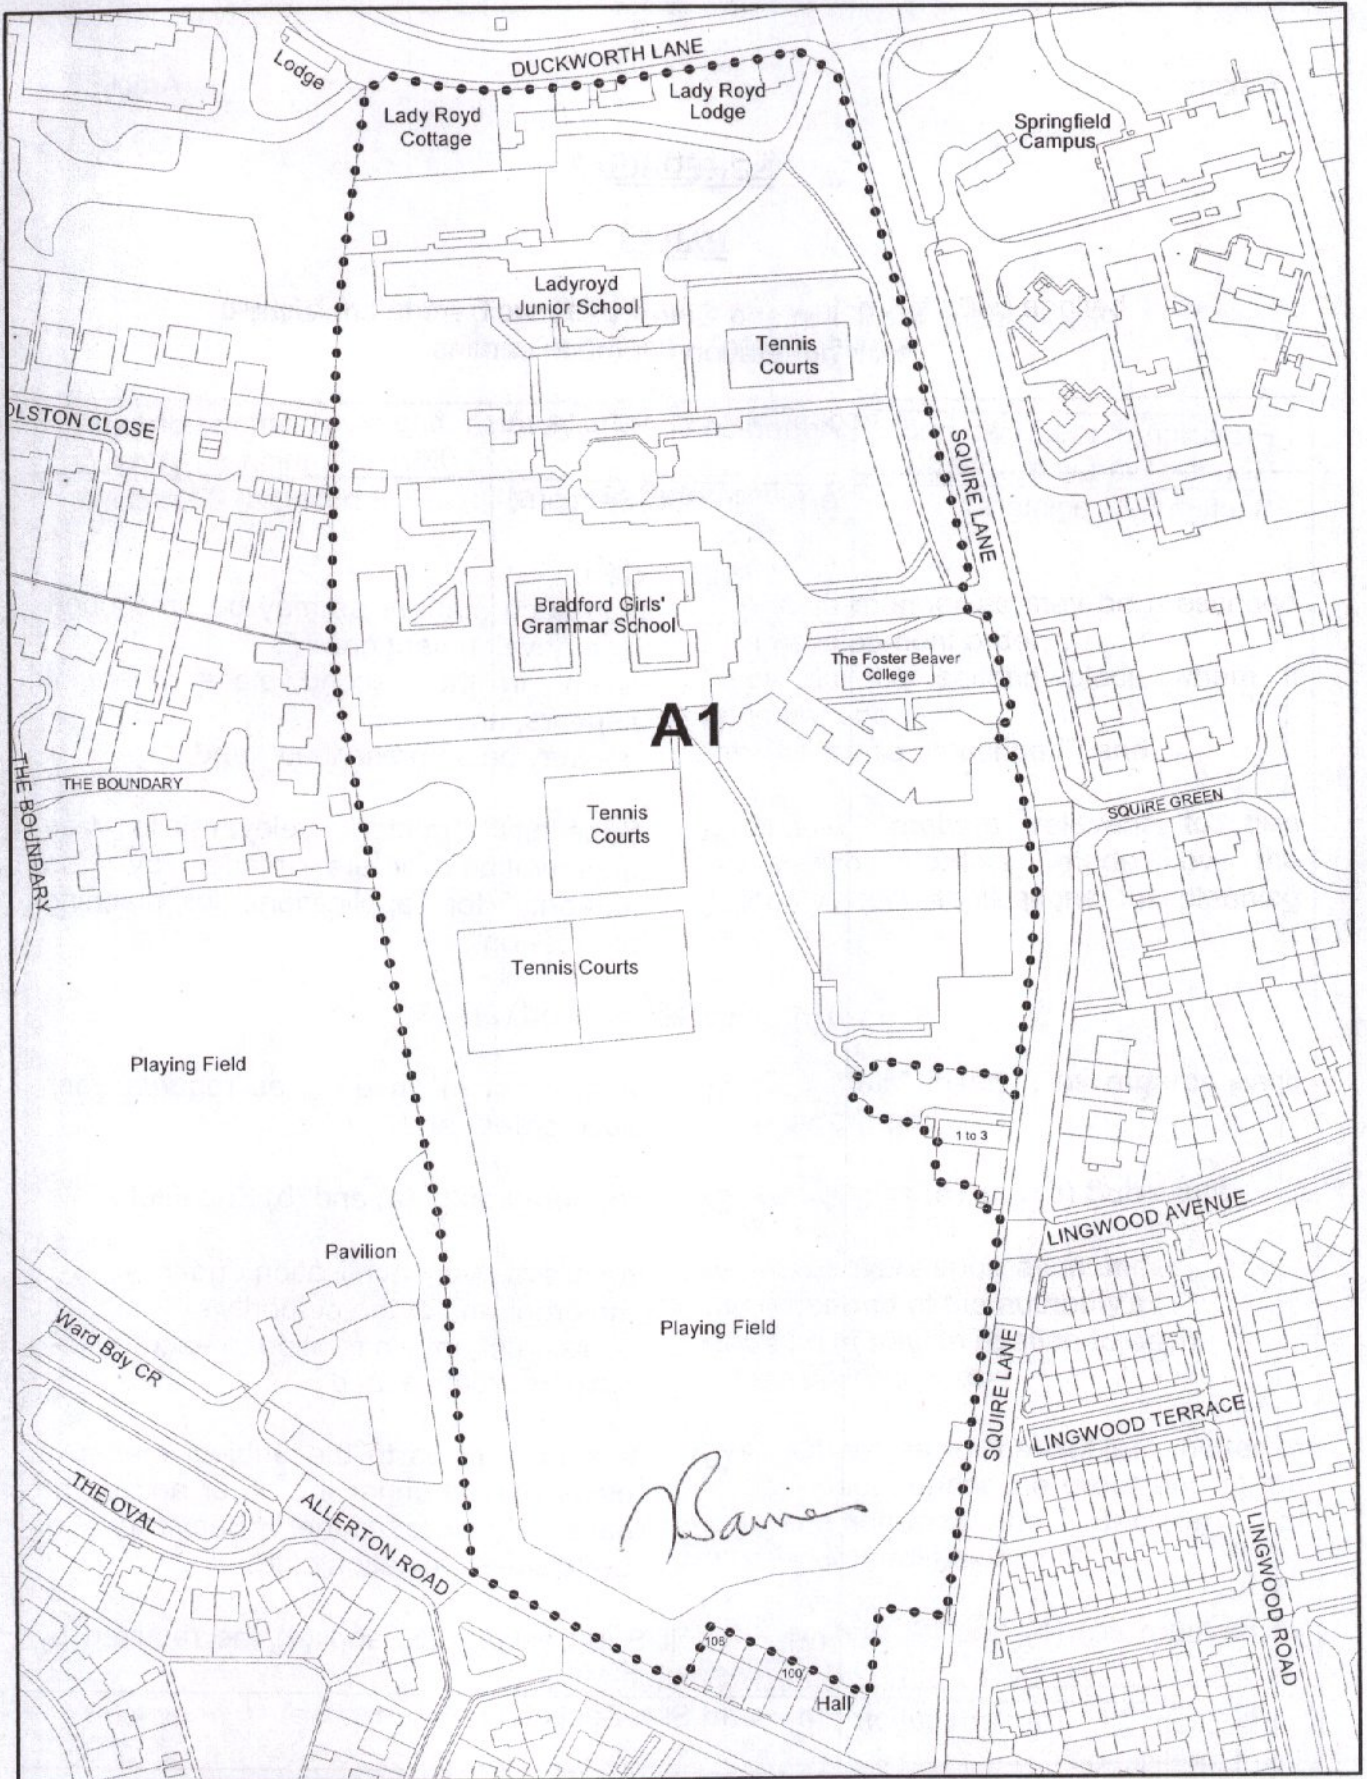 Lodge
DUCKWORTH LANE
Lady Royd
Cottage
Lady Royd
Lodge
Springfield
Campus
Ladyroyd
Junior School
Tennis
Courts
OLSTON CLOSE
SQUIRE LANE
Bradford Girls'
Grammar School
The Foster Beaver
College
A1
THE BOUNDARY
THE BOUNDARY
SQUIRE GREEN
Tennis
Courts
Tennis Courts
Playing Field
1 to 3
LINGWOOD AVENUE
Pavilion
Playing Field
Ward Bdy CR
SQUIRE LANE
LINGWOOD TERRACE
THE OVAL
ALLERTON ROAD
LINGWOOD ROAD
108
100
Hall